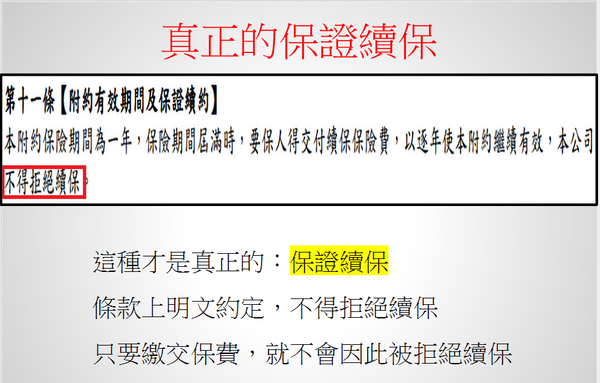 真正的保證續保
第十一條【附約有效期間及保證續約】
本附約保險期間為一年，保險期間屆滿時，要保人得交付續保保險費，以逐年使本附約繼續有效，本公司
不得拒絕續保。
這種才是真正的：保證續保
條款上明文約定，不得拒絕續保
只要繳交保費，就不會因此被拒絕續保